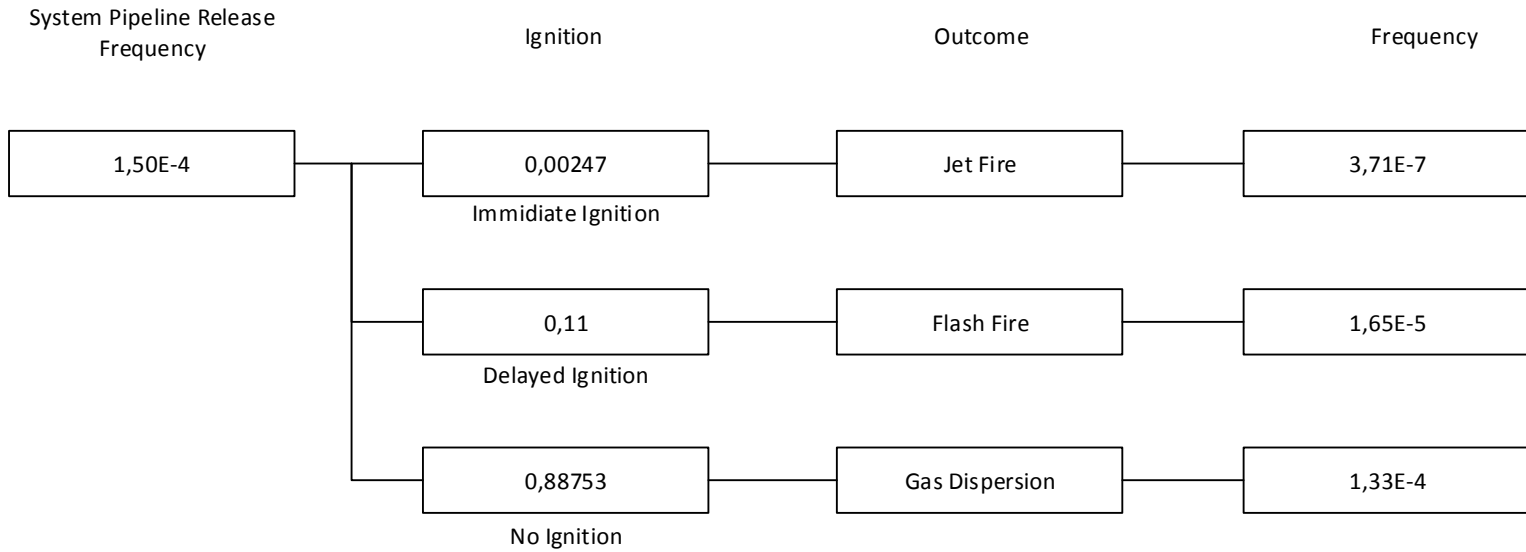 System Pipeline Release
Frequency
Ignition
Outcome
Frequency
1,50E-4
0,00247
Jet Fire
3,71E-7
Immidiate Ignition
0,11
Flash Fire
1,65E-5
Delayed Ignition
0,88753
Gas Dispersion
1,33E-4
No Ignition